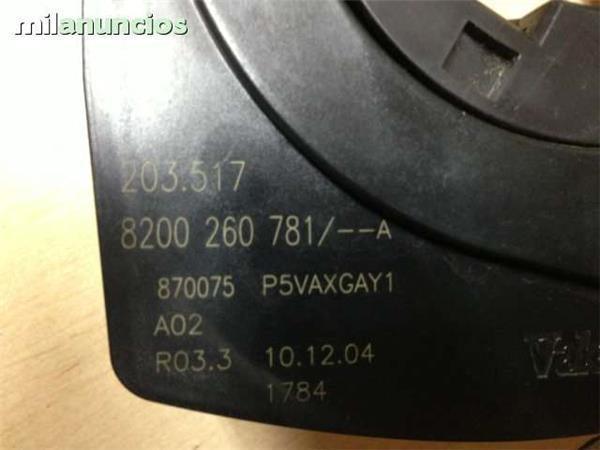 milanuncios
203.517
8200 260 781/--A
870075 P5VAXGAY1
A02
R03.3 10.12.04
1784